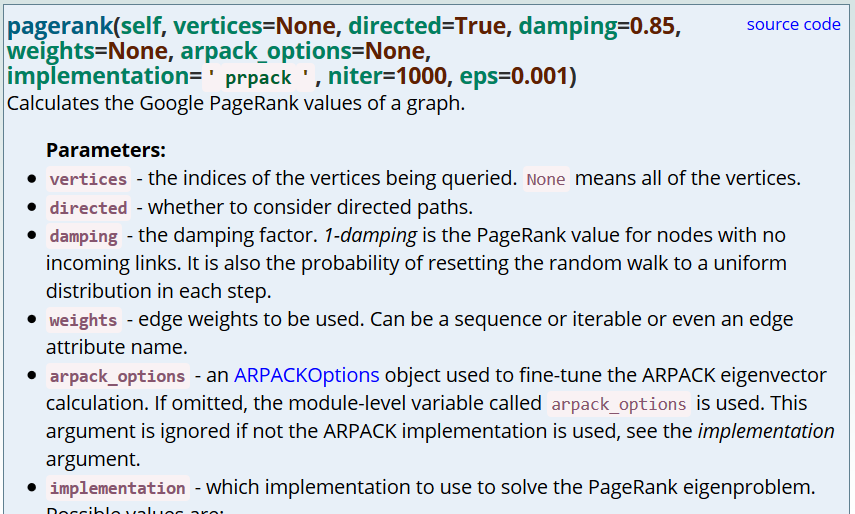 pagerank(self, vertices=None, directed=True, damping=0.85, source code
weights=None, arpack_options=None,
implementation=' prpack ', niter=1000, eps=0.001)
Calculates the Google PageRank values of a graph.
Parameters:
• vertices - the indices of the vertices being queried. None means all of the vertices.
• directed - whether to consider directed paths.
• damping - the damping factor. 1-damping is the PageRank value for nodes with no
incoming links. It is also the probability of resetting the random walk to a uniform
distribution in each step.
• weights - edge weights to be used. Can be a sequence or iterable or even an edge
attribute name.
• arpack_options - an ARPACKOptions object used to fine-tune the ARPACK eigenvector
calculation. If omitted, the module-level variable called arpack_options is used. This
argument is ignored if not the ARPACK implementation is used, see the implementation
argument.
• implementation - which implementation to use to solve the PageRank eigenproblem.
Possible values are: